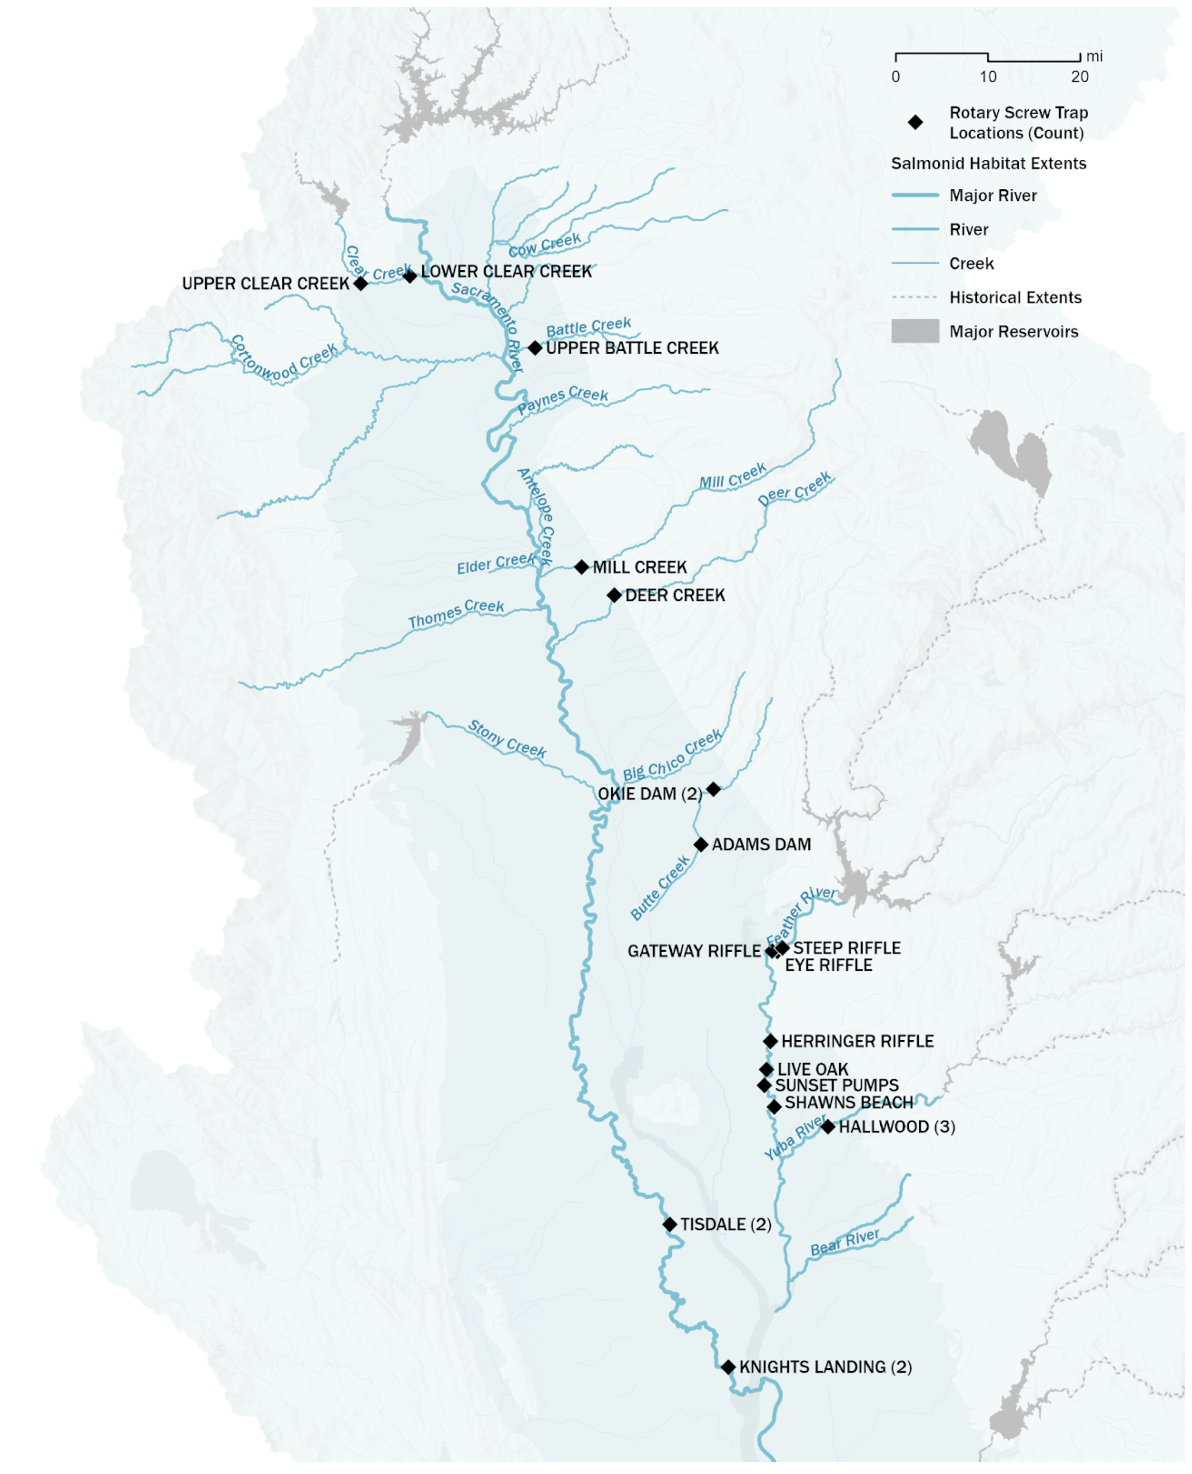 mi
0 10 20
Rotary Screw Trap
Locations (Count)
Salmonid Habitat Extents
Major River
River
Creek
Historical Extents
Major Reservoirs
Cow Creek
Clear Creek
LOWER CLEAR CREEK
UPPER CLEAR CREEK
Sacramento River
Battle Creek
UPPER BATTLE CREEK
Cottonwood Creek
Paynes Creek
Mill Creek
Deer Creek
Antelope Creek
Elder Creek
MILL CREEK
DEER CREEK
Thomes Creek
Stony Creek
Big Chico Creek
OKIE DAM (2)
ADAMS DAM
Butte Creek
Feather River
GATEWAY RIFFLE
STEEP RIFFLE
EYE RIFFLE
HERRINGER RIFFLE
LIVE OAK
SUNSET PUMPS
SHAWNS BEACH
HALLWOOD (3)
Yuba River
TISDALE (2)
Bear River
KNIGHTS LANDING (2)